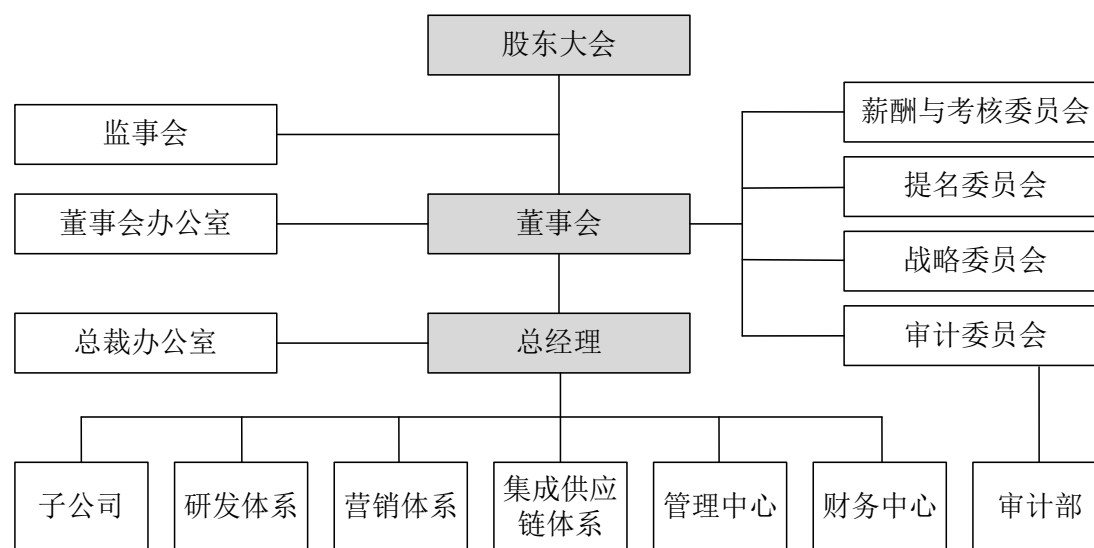 股东大会
监事会
薪酬与考核委员会
提名委员会
董事会办公室
董事会
战略委员会
总裁办公室
总经理
审计委员会
子公司
研发体系
营销体系
集成供应
链体系
管理中心
财务中心
审计部